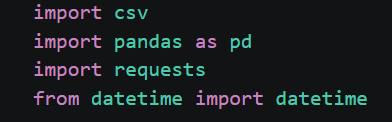 import csv
import pandas as pd
import requests
from datetime import datetime